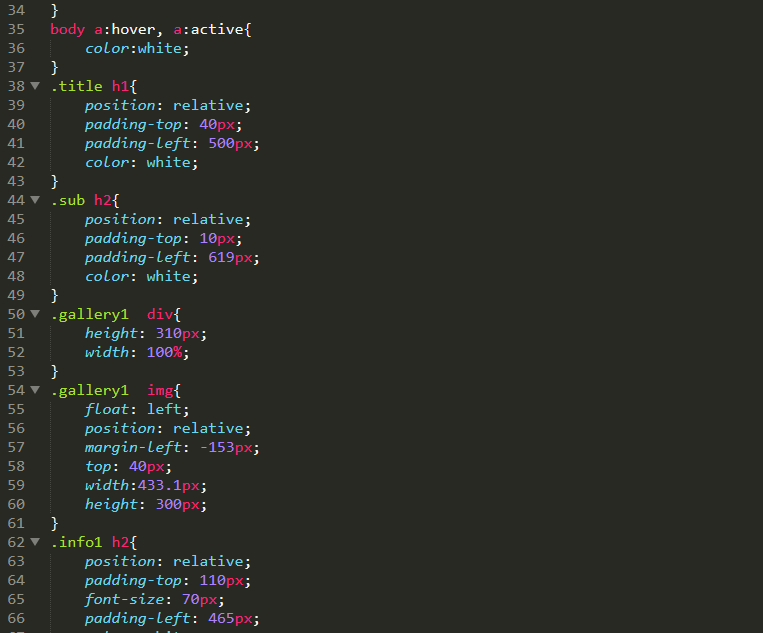 34 }
35 body a:hover, a:active{
36 color:white;
37 }
38 .title h1{
39 position: relative;
40 padding-top: 40px;
41 padding-left: 500px;
42 color: white;
43 }
44 .sub h2{
45 position: relative;
46 padding-top: 10px;
47 padding-left: 619px;
48 color: white;
49 }
50 .gallery1  div{
51 height: 310px;
52 width: 100%;
53 }
54 .gallery1  img{
55 float: left;
56 position: relative;
57 margin-left: -153px;
58 top: 40px;
59 width:433.1px;
60 height: 300px;
61 }
62 .info1 h2{
63 position: relative;
64 padding-top: 110px;
65 font-size: 70px;
66 padding-left: 465px;